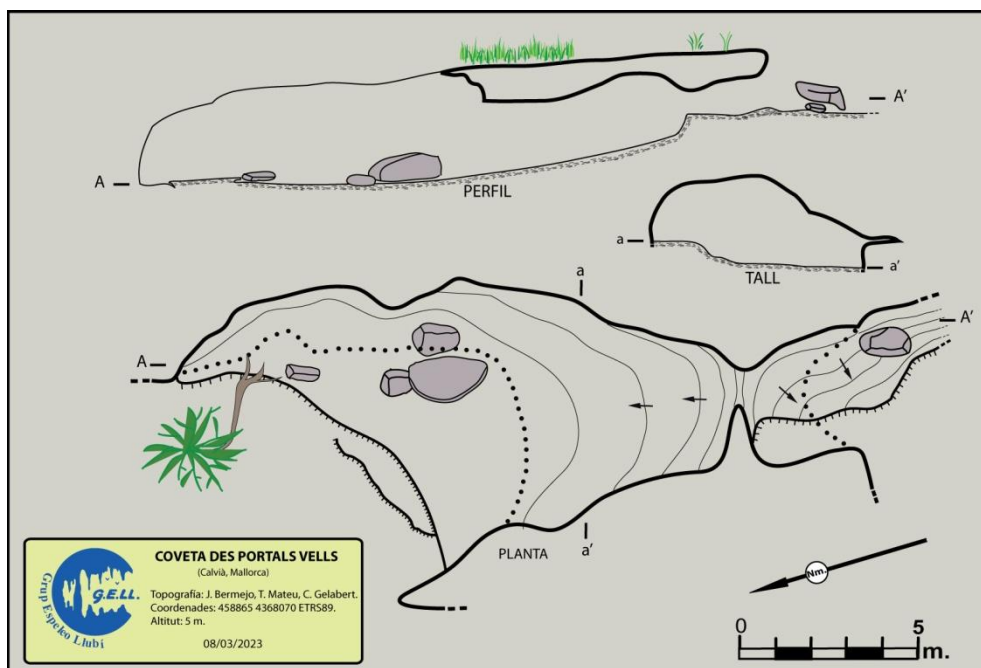 A'
A
PERFIL
a
a'
TALL
a
A
A'
PLANTA
a'
COVETA DES PORTALS VELLS
(Calvià, Mallorca)
Topografía: J. Bermejo, T. Mateu, C. Gelabert.
Coordenades: 458865 4368070 ETRS89.
Altitut: 5 m.
08/03/2023
G.E.LL.
Grup Espeleo Llubí
Nm.
0
5
m.